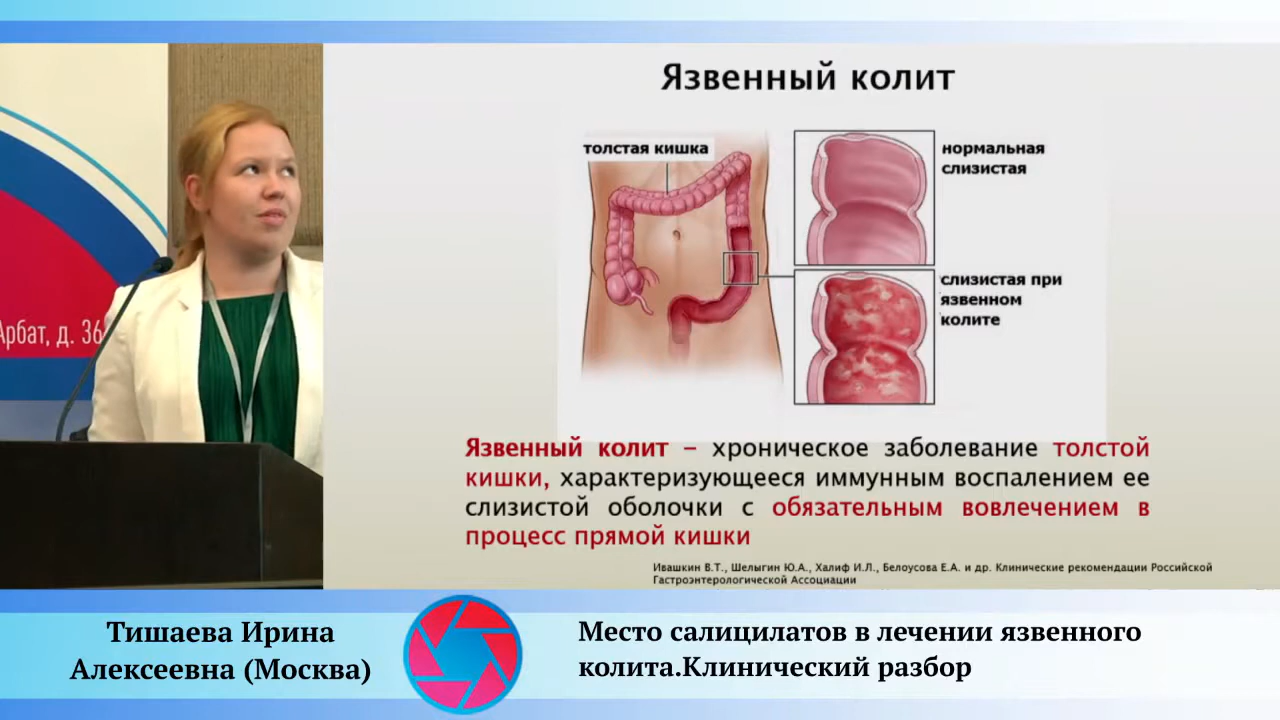 Язвенный колит
толстая кишка
нормальная
слизистая
слизистая при
язвенном
колите
Язвенный колит – хроническое заболевание толстой
кишки, характеризующееся иммунным воспалением ее
слизистой оболочки с обязательным вовлечением в
процесс прямой кишки
Ивашкин В.Т., Шелыгин Ю.А., Халиф И.Л., Белоусова Е.А. и др. Клинические рекомендации Российской
Гастроэнтерологической Ассоциации
Арбат, д. 36
Тишаева Ирина
Алексеевна (Москва)
Место салицилатов в лечении язвенного
колита.Клинический разбор